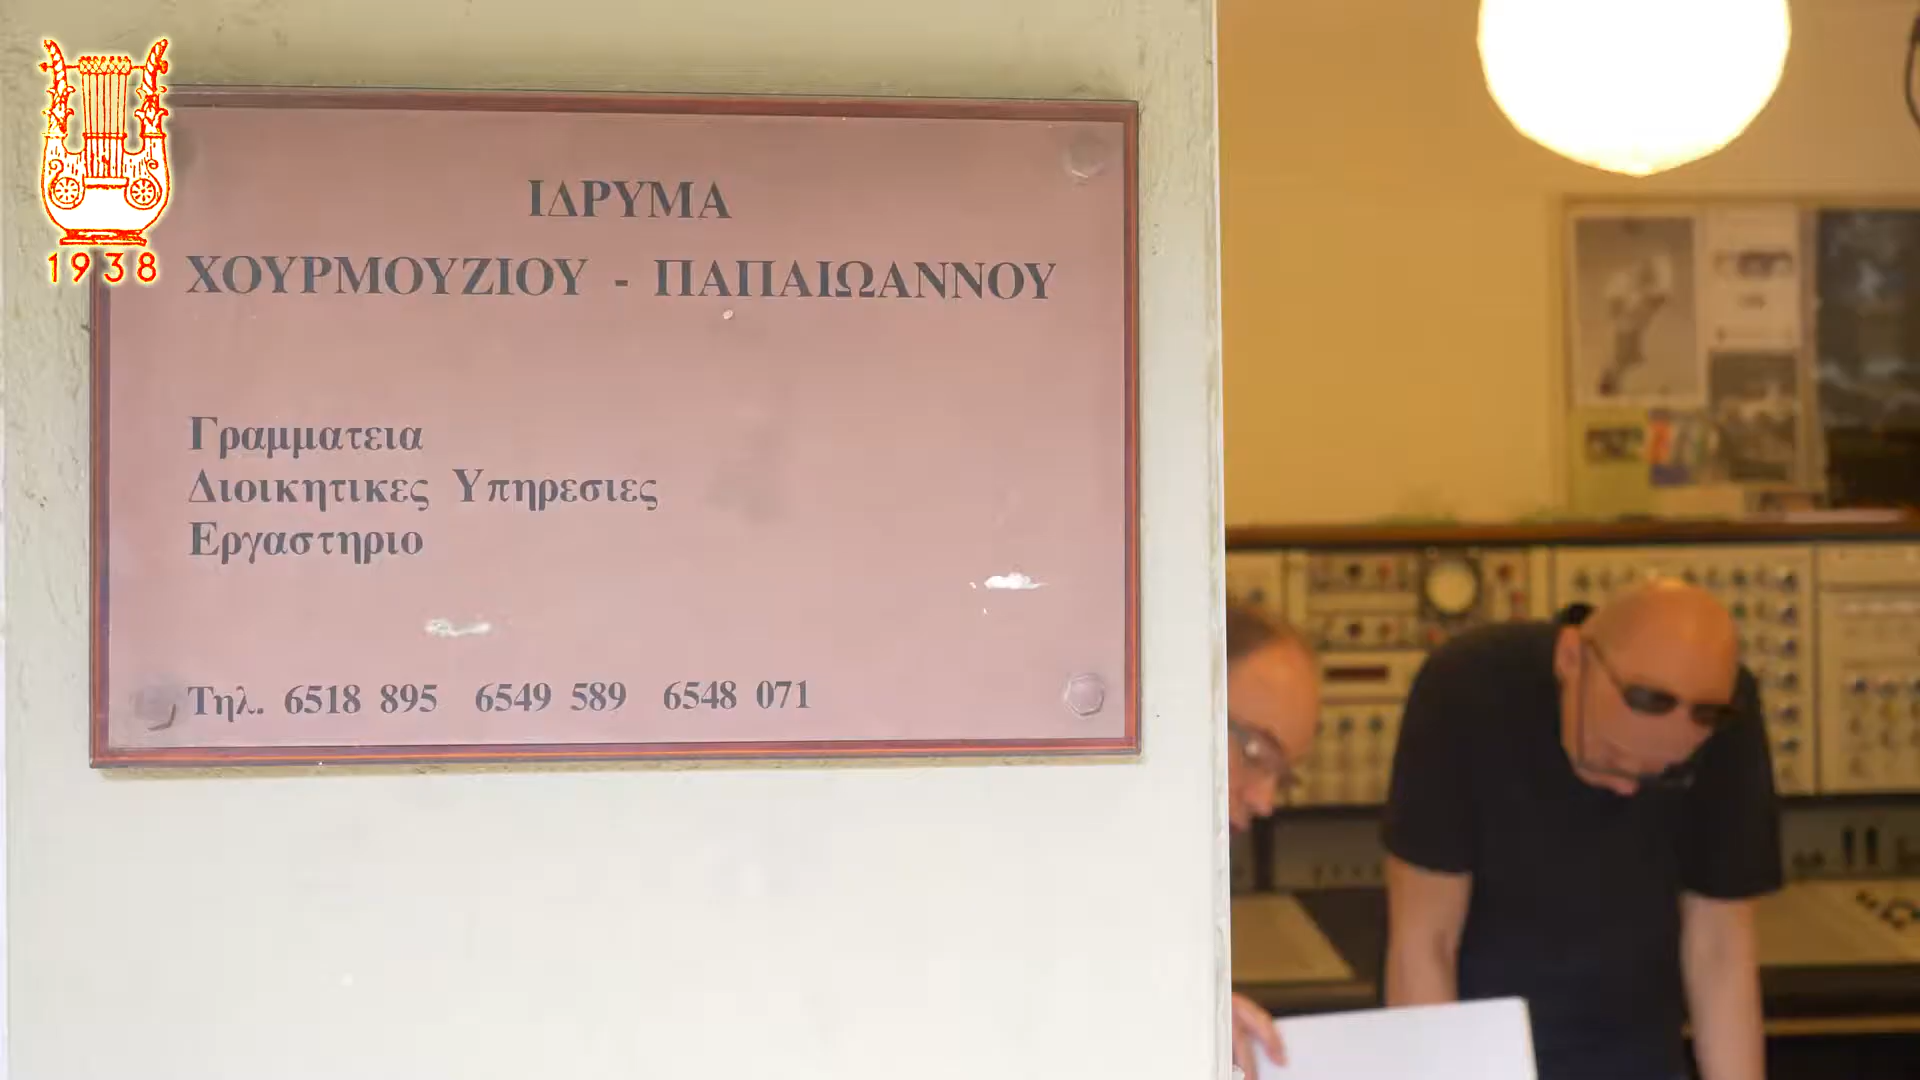 1938
ΙΔΡΥΜΑ
ΧΟΥΡΜΟΥΖΙΟΥ - ΠΑΠΑΙΩΑΝΝΟΥ
Γραμματεια
Διοικητικες Υπηρεσιες
Εργαστηριο
Τηλ. 6518 895 6549 589 6548 071